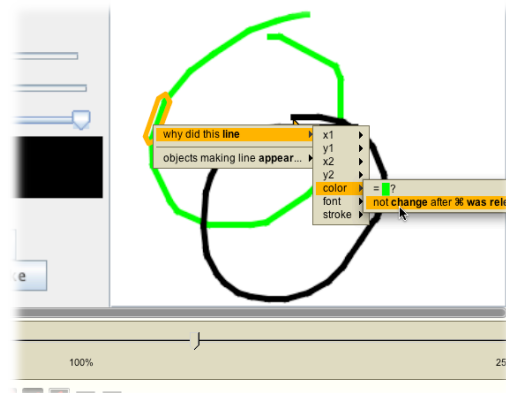 why did this line
objects making line appear...
x1
y1
x2
y2
color
font
stroke
= ?
not change after ⌘ was rele
ke
100%
25